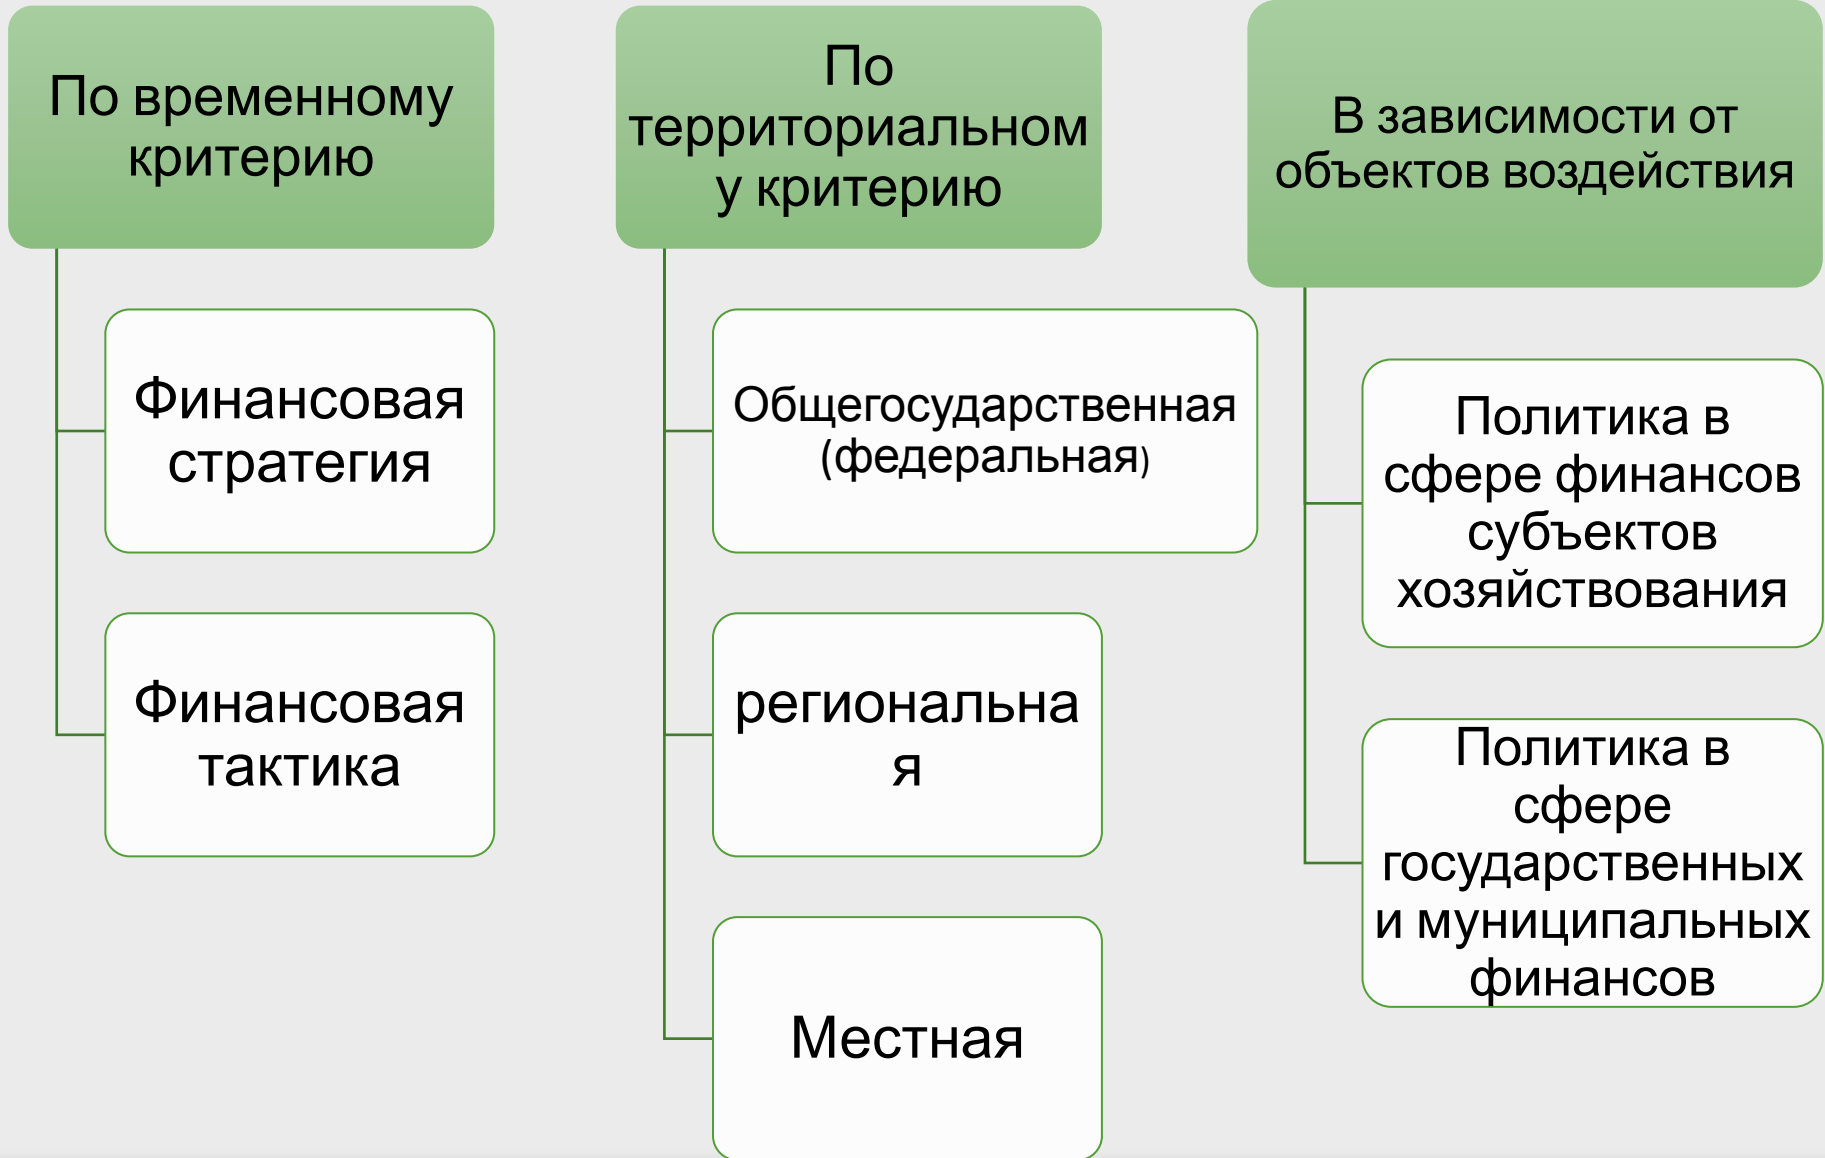 По временному
критерию
Финансовая
стратегия
Финансовая
тактика
По
территориальном
у критерию
Общегосударственная
(федеральная)
региональна
я
Местная
В зависимости от
объектов воздействия
Политика в
сфере финансов
субъектов
хозяйствования
Политика в
сфере
государственных
и муниципальных
финансов